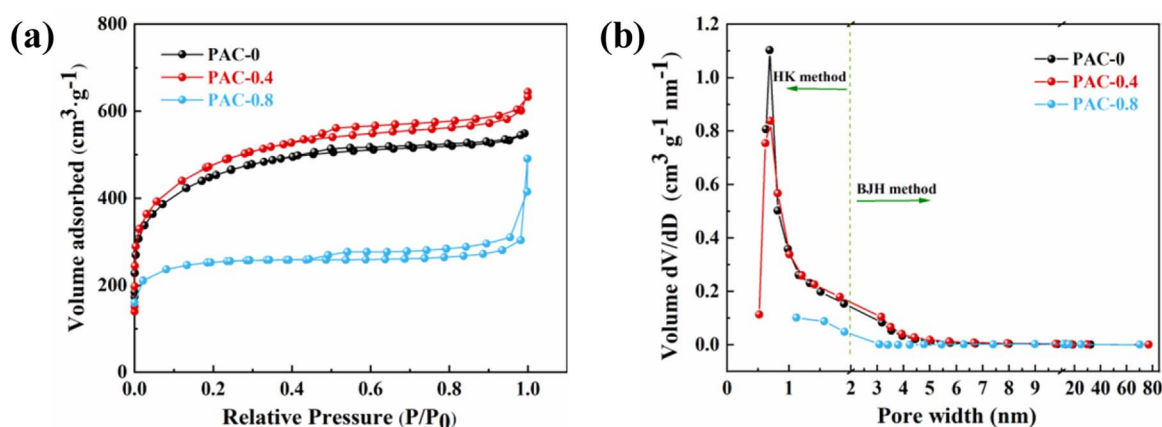 (a)
800
600
400
200
0
Volume adsorbed (cm³·g⁻¹)
PAC-0
PAC-0.4
PAC-0.8
0.0 0.2 0.4 0.6 0.8 1.0
Relative Pressure (P/P₀)
(b)
1.2
1.0
0.8
0.6
0.4
0.2
0.0
Volume dV/dD (cm³ g⁻¹ nm⁻¹)
HK method
BJH method
PAC-0
PAC-0.4
PAC-0.8
0 1 2 3 4 5 6 7 8 9 20 40 60 80
Pore width (nm)